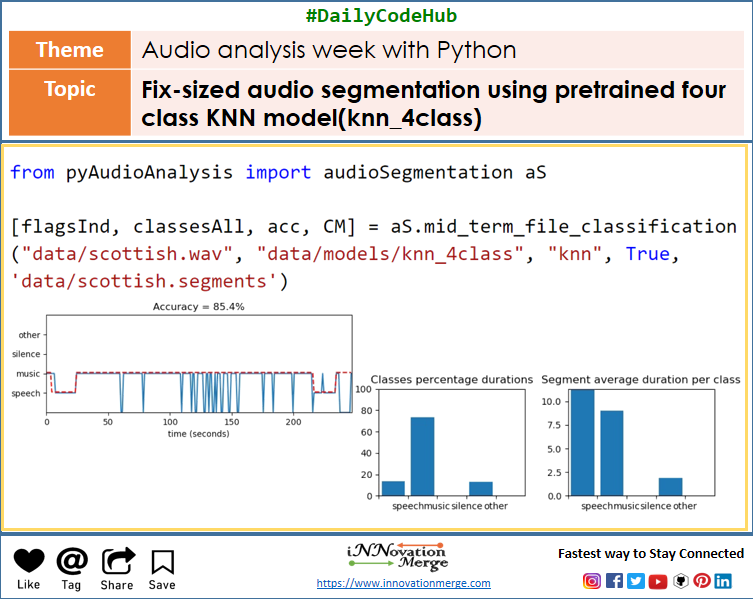 #DailyCodeHub
Theme
Audio analysis week with Python
Topic
Fix-sized audio segmentation using pretrained four
class KNN model(knn_4class)
from pyAudioAnalysis import audioSegmentation aS
[flagsInd, classesAll, acc, CM] = aS.mid_term_file_classification
("data/scottish.wav", "data/models/knn_4class", "knn", True,
'data/scottish.segments')
Accuracy = 85.4%
other
silence
music
speech
0 50 100 150 200
time (seconds)
Classes percentage durations
100
80
60
40
20
0
speechmusicsilence other
Segment average duration per class
10.0
7.5
5.0
2.5
0.0
speechmusicsilence other
Like
Tag
Share
Save
iNNovation
Merge
https://www.innovationmerge.com
Fastest way to Stay Connected